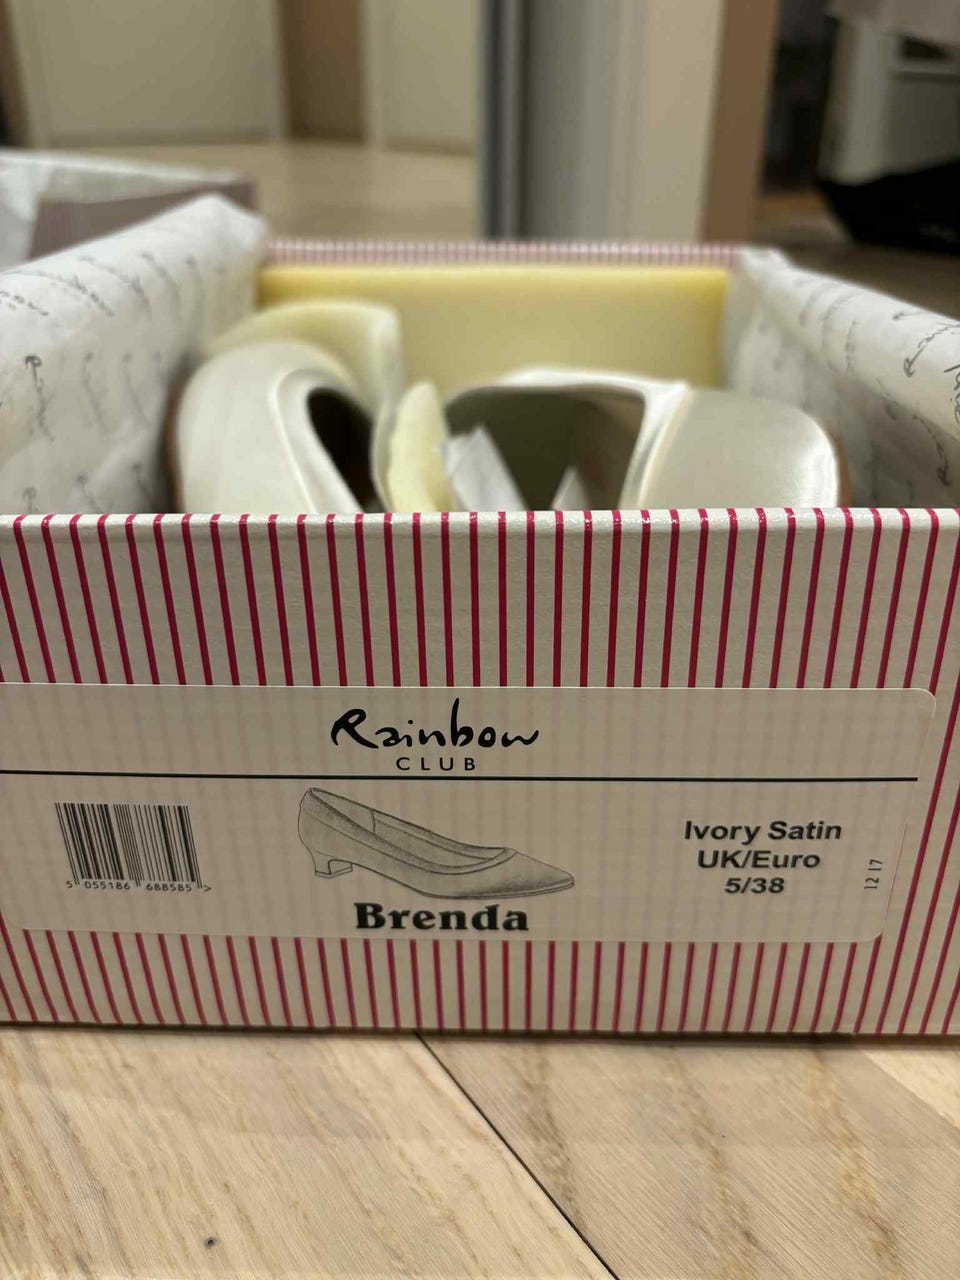 Rainbow
CLUB
5 055186 688585 >
Brenda
Ivory Satin
UK/Euro
5/38
12 17